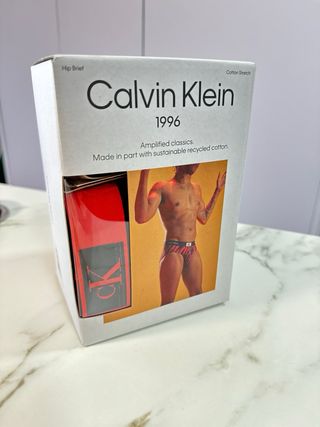 Hip Brief
Cotton Stretch
Calvin Klein
1996
Amplified classics.
Made in part with sustainable recycled cotton.
cK